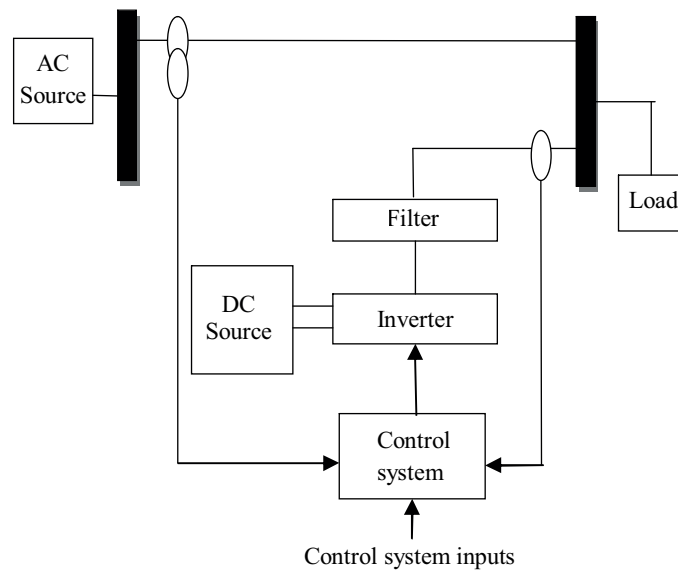 AC
Source
Load
Filter
DC
Source
Inverter
Control
system
Control system inputs